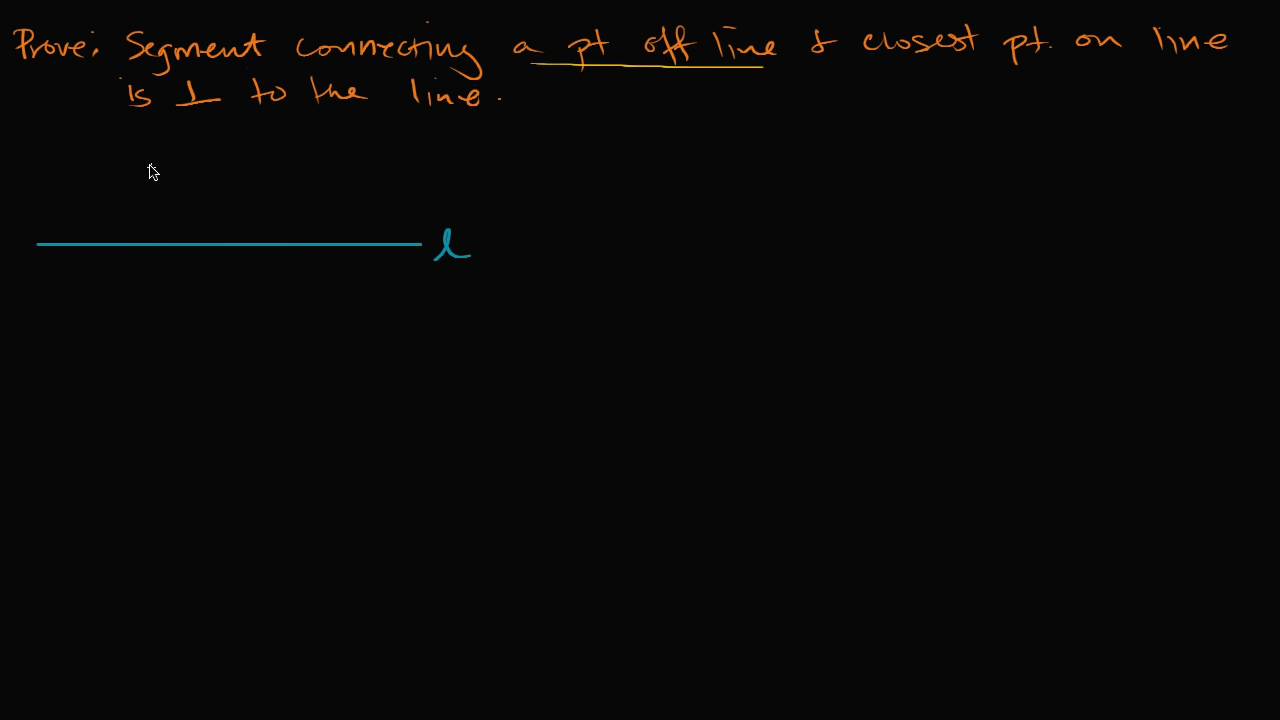 Prove: Segment connecting a pt off line & closest pt. on line
is ⊥ to the line.
l